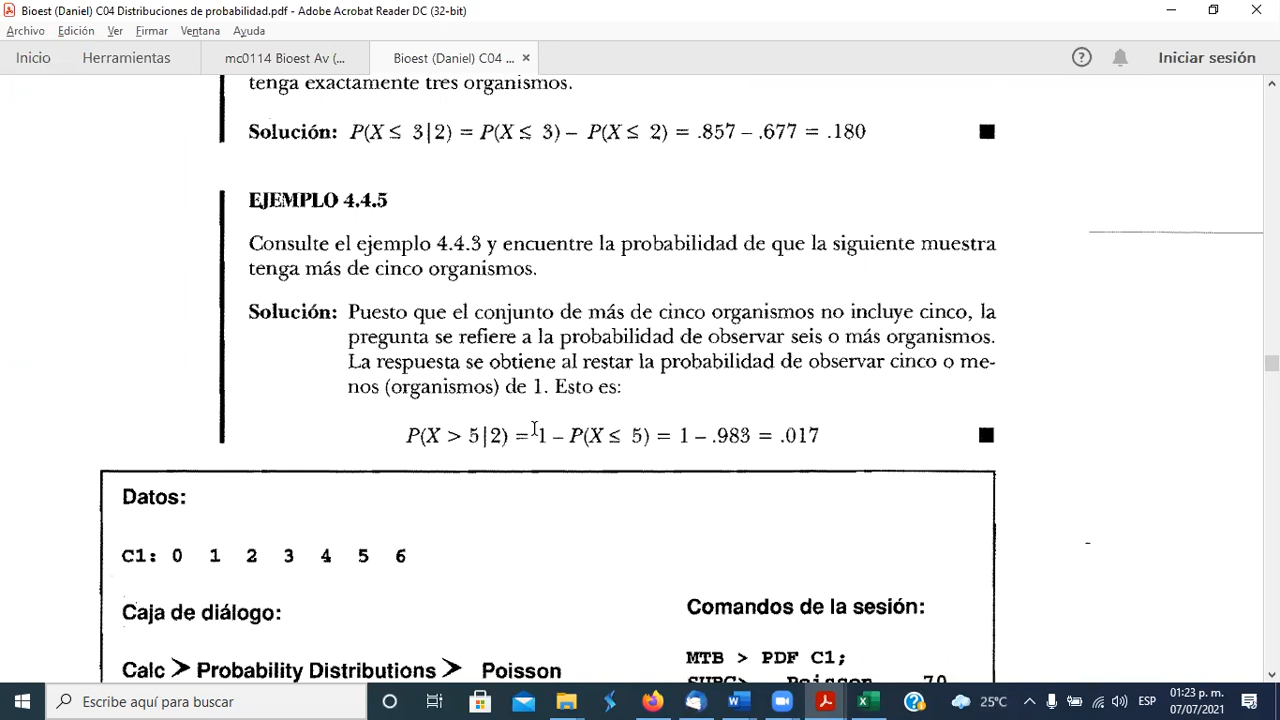 Bioest (Daniel) C04 Distribuciones de probabilidad.pdf - Adobe Acrobat Reader DC (32-bit)
Archivo Edición Ver Firmar Ventana Ayuda
Inicio Herramientas mc0114 Bioest Av (... Bioest (Daniel) C04 ... × Iniciar sesión
tenga exactamente tres organismos.
Solución: P(X ≤ 3|2) = P(X ≤ 3) – P(X ≤ 2) = .857 – .677 = .180
EJEMPLO 4.4.5
Consulte el ejemplo 4.4.3 y encuentre la probabilidad de que la siguiente muestra
tenga más de cinco organismos.
Solución: Puesto que el conjunto de más de cinco organismos no incluye cinco, la
pregunta se refiere a la probabilidad de observar seis o más organismos.
La respuesta se obtiene al restar la probabilidad de observar cinco o me-
nos (organismos) de 1. Esto es:
P(X > 5|2) = 1 – P(X ≤ 5) = 1 – .983 = .017
Datos:
C1: 0 1 2 3 4 5 6
Caja de diálogo:
Comandos de la sesión:
Calc > Probability Distributions > Poisson
MTB > PDF C1;
SUBC> Poisson .70
Escribe aquí para buscar
25°C ESP 01:23 p. m.
07/07/2021